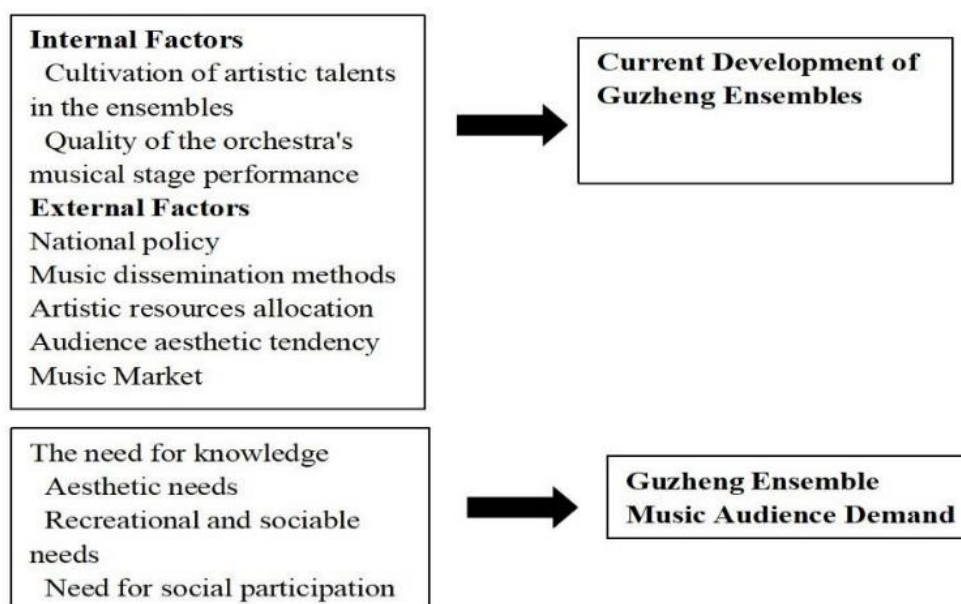 Internal Factors
Cultivation of artistic talents
in the ensembles
Quality of the orchestra's
musical stage performance
External Factors
National policy
Music dissemination methods
Artistic resources allocation
Audience aesthetic tendency
Music Market
Current Development of
Guzheng Ensembles
The need for knowledge
Aesthetic needs
Recreational and sociable
needs
Need for social participation
Guzheng Ensemble
Music Audience Demand